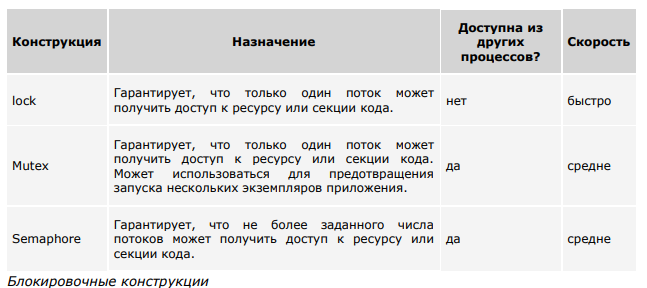 Конструкция
Назначение
Доступна из
других
процессов?
Скорость
lock
Гарантирует, что только один поток может
получить доступ к ресурсу или секции кода.
нет
быстро
Mutex
Гарантирует, что только один поток может
получить доступ к ресурсу или секции кода.
Может использоваться для предотвращения
запуска нескольких экземпляров приложения.
да
средне
Semaphore
Гарантирует, что не более заданного числа
потоков может получить доступ к ресурсу или
секции кода.
да
средне
Блокировочные конструкции